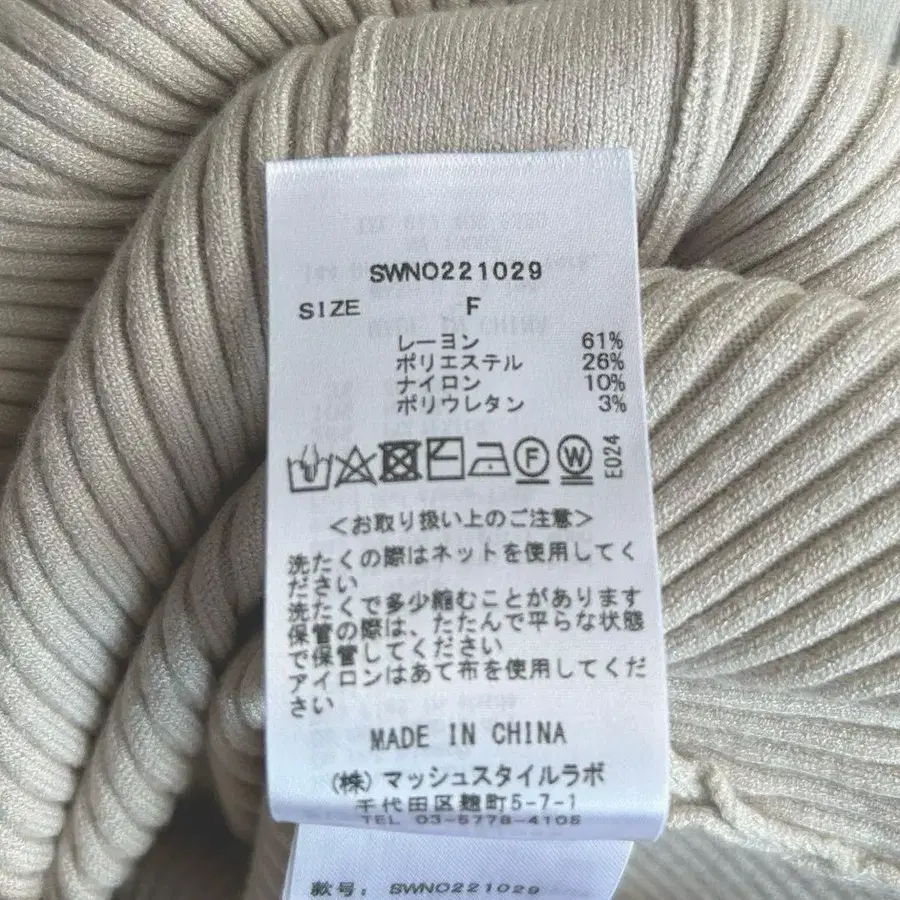 SWNO221029
SIZE F
レーヨン 61%
ポリエステル 26%
ナイロン 10%
ポリウレタン 3%
F W E024
<お取り扱い上のご注意>
洗たくの際はネットを使用してく
ださい
洗たくで多少縮むことがあります
保管の際は、たたんで平らな状態
で保管してください
アイロンはあて布を使用してくだ
さい
MADE IN CHINA
(株)マッシュスタイルラボ
千代田区麹町5-7-1
TEL 03-5778-4105
款号: SWNO221029